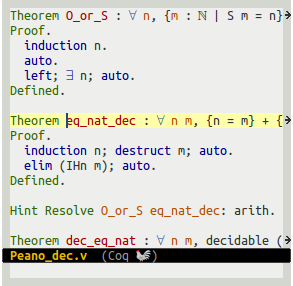 Theorem O_or_S : ∀ n, {m : ℕ | S m = n}
Proof.
induction n.
auto.
left; ∃ n; auto.
Defined.
Theorem eq_nat_dec : ∀ n m, {n = m} + {
Proof.
induction n; destruct m; auto.
elim (IHn m); auto.
Defined.
Hint Resolve O_or_S eq_nat_dec: arith.
Theorem dec_eq_nat : ∀ n m, decidable (
Peano_dec.v (Coq 🐓)